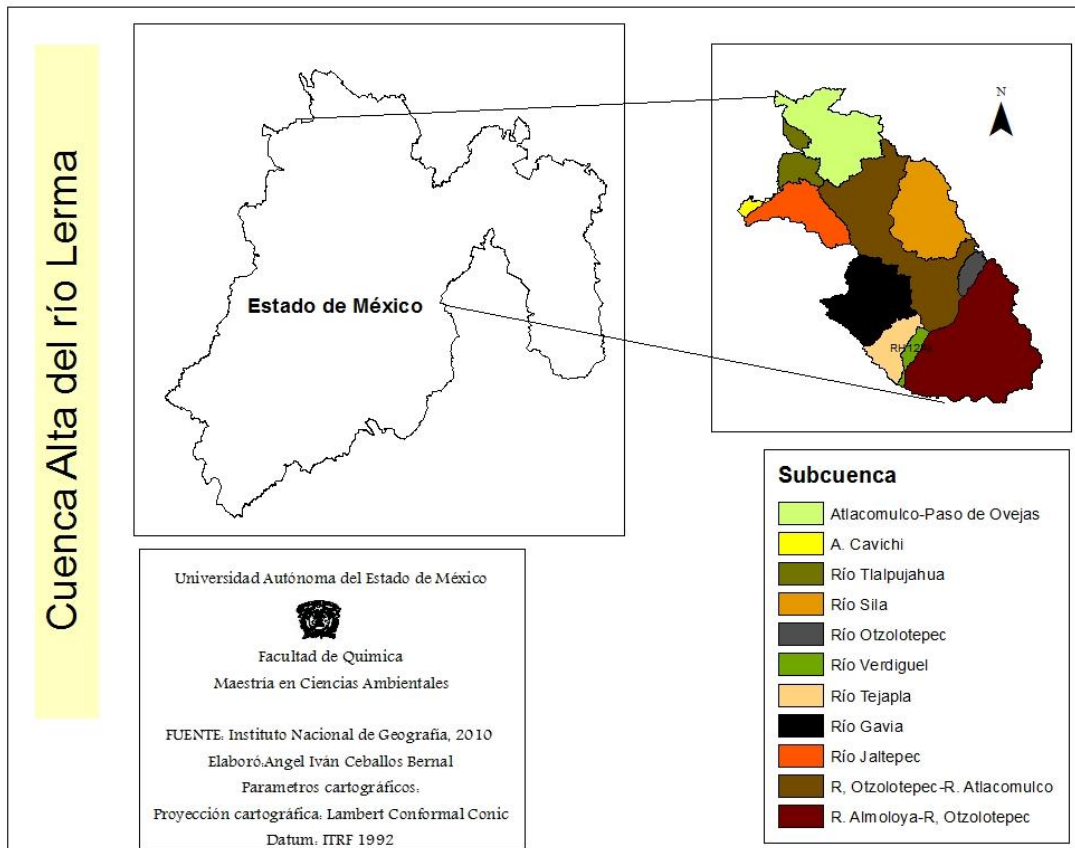 Cuenca Alta del río Lerma
Estado de México
N
Universidad Autónoma del Estado de México
Facultad de Quimica
Maestría en Ciencias Ambientales
FUENTE: Instituto Nacional de Geografía, 2010
Elaboró:Angel Iván Ceballos Bernal
Parametros cartográficos:
Proyección cartográfica: Lambert Conformal Conic
Datum: ITRF 1992
Subcuenca
Atlacomulco-Paso de Ovejas
A. Cavichi
Río Tlalpujahua
Río Sila
Río Otzolotepec
Río Verdiguel
Río Tejapla
Río Gavia
Río Jaltepec
R, Otzolotepec-R. Atlacomulco
R. Almoloya-R, Otzolotepec